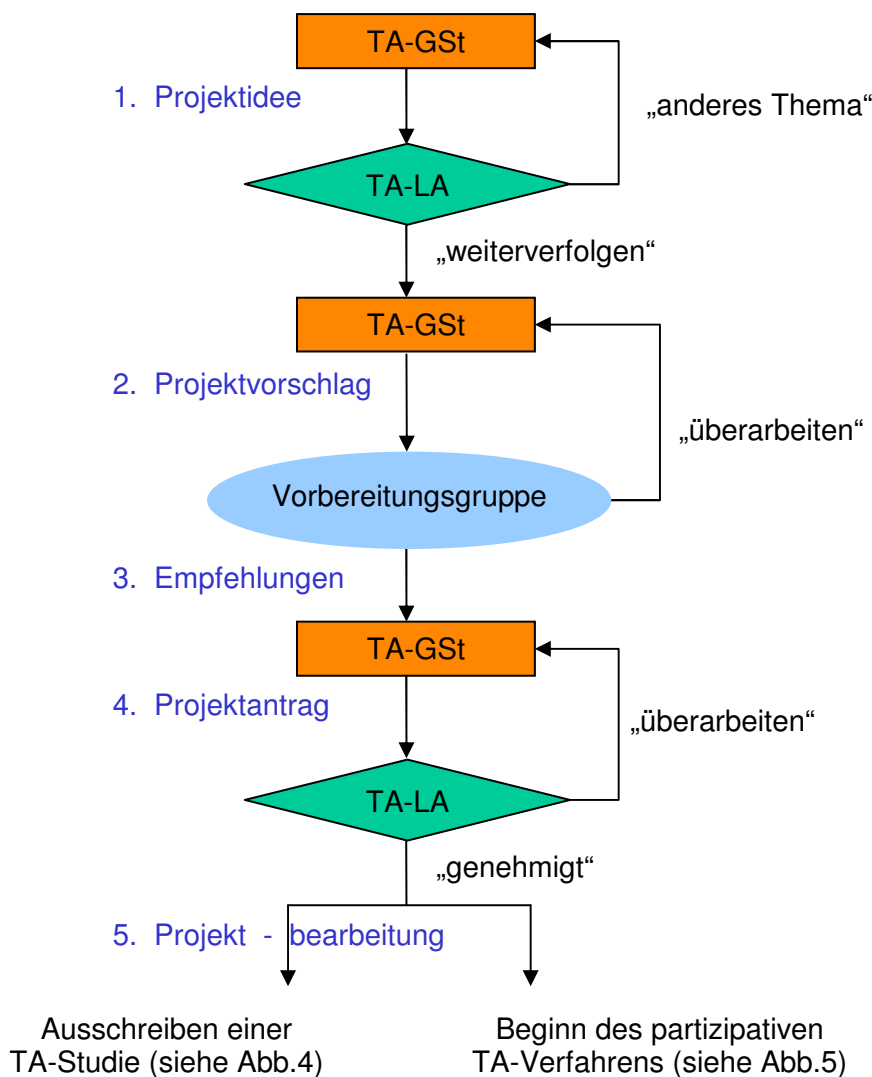 TA-GSt
1. Projektidee
„anderes Thema“
TA-LA
„weiterverfolgen“
TA-GSt
2. Projektvorschlag
„überarbeiten“
Vorbereitungsgruppe
3. Empfehlungen
TA-GSt
4. Projektantrag
„überarbeiten“
TA-LA
„genehmigt“
5. Projekt - bearbeitung
Ausschreiben einer
TA-Studie (siehe Abb.4)
Beginn des partizipativen
TA-Verfahrens (siehe Abb.5)